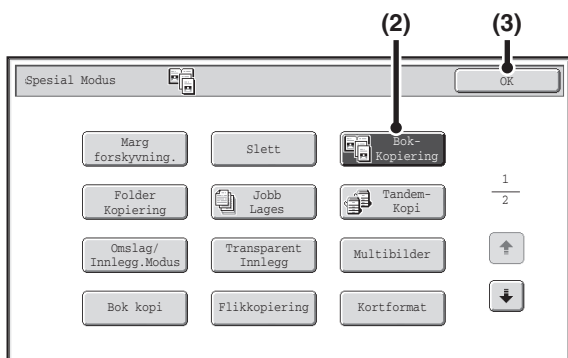 (2) (3)
Spesial Modus OK
Marg
forskyvning.
Slett
Bok-
Kopiering
Folder
Kopiering
Jobb
Lages
Tandem-
Kopi
1
2
Omslag/
Innlegg.Modus
Transparent
Innlegg
Multibilder
Bok kopi
Flikkopiering
Kortformat